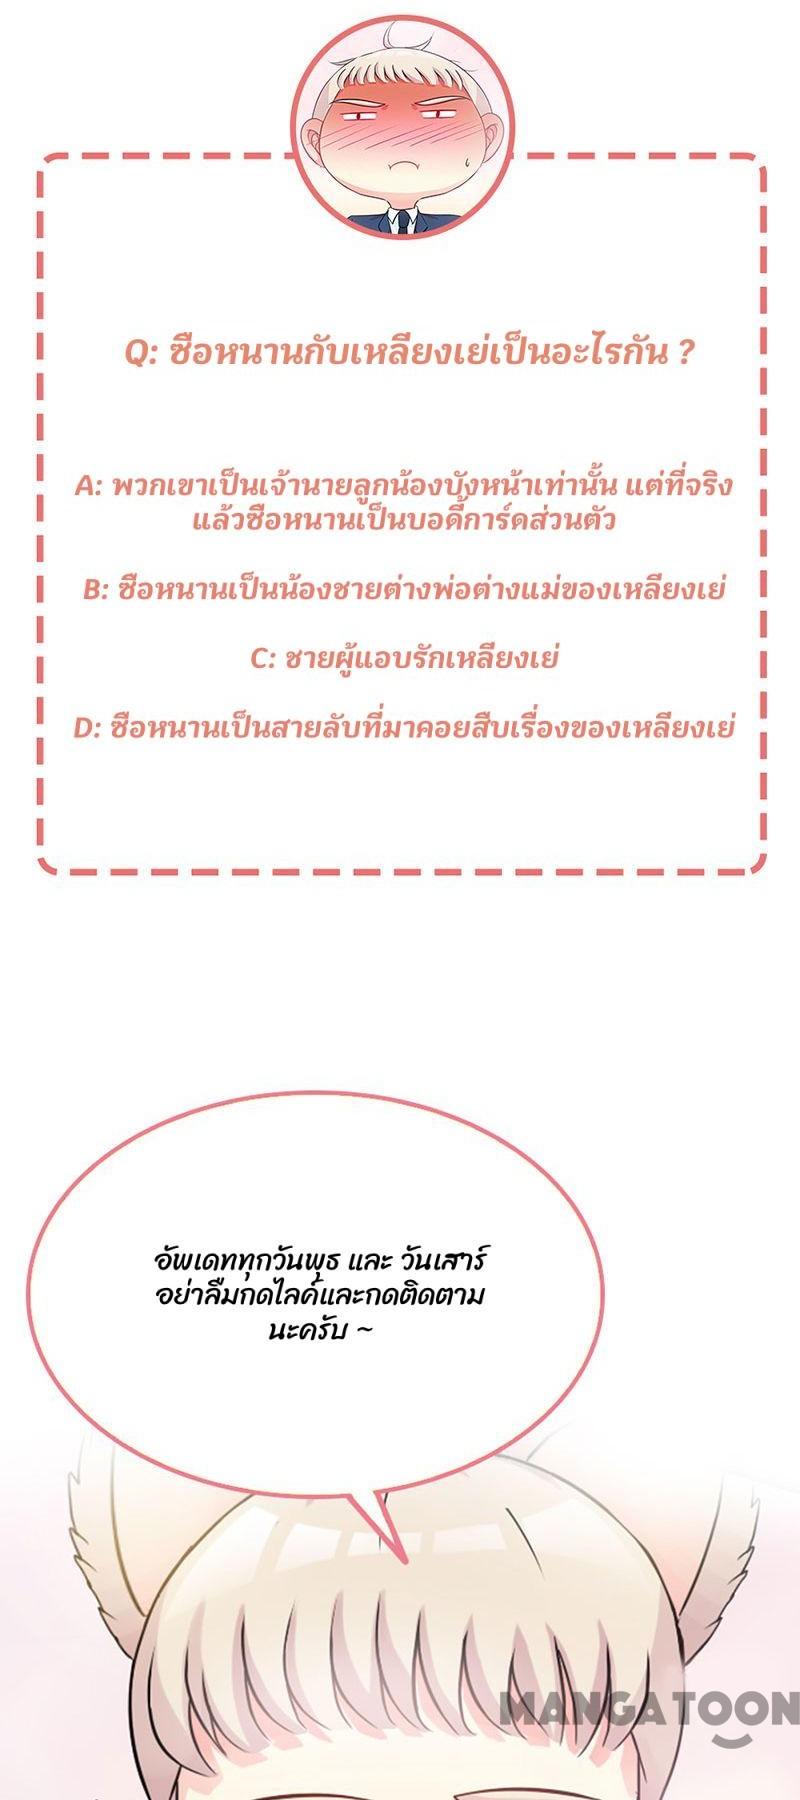 Q: ซือหนานกับเหลียงเย่เป็นอะไรกัน ?
A: พวกเขาเป็นเจ้านายลูกน้องบังหน้าเท่านั้น แต่ที่จริง
แล้วซือหนานเป็นบอดี้การ์ดส่วนตัว
B: ซือหนานเป็นน้องชายต่างพ่อต่างแม่ของเหลียงเย่
C: ชายผู้แอบรักเหลียงเย่
D: ซือหนานเป็นสายลับที่มาคอยสืบเรื่องของเหลียงเย่
อัพเดททุกวันพุธ และ วันเสาร์
อย่าลืมกดไลค์และกดติดตาม
นะครับ ~
MANGATOON